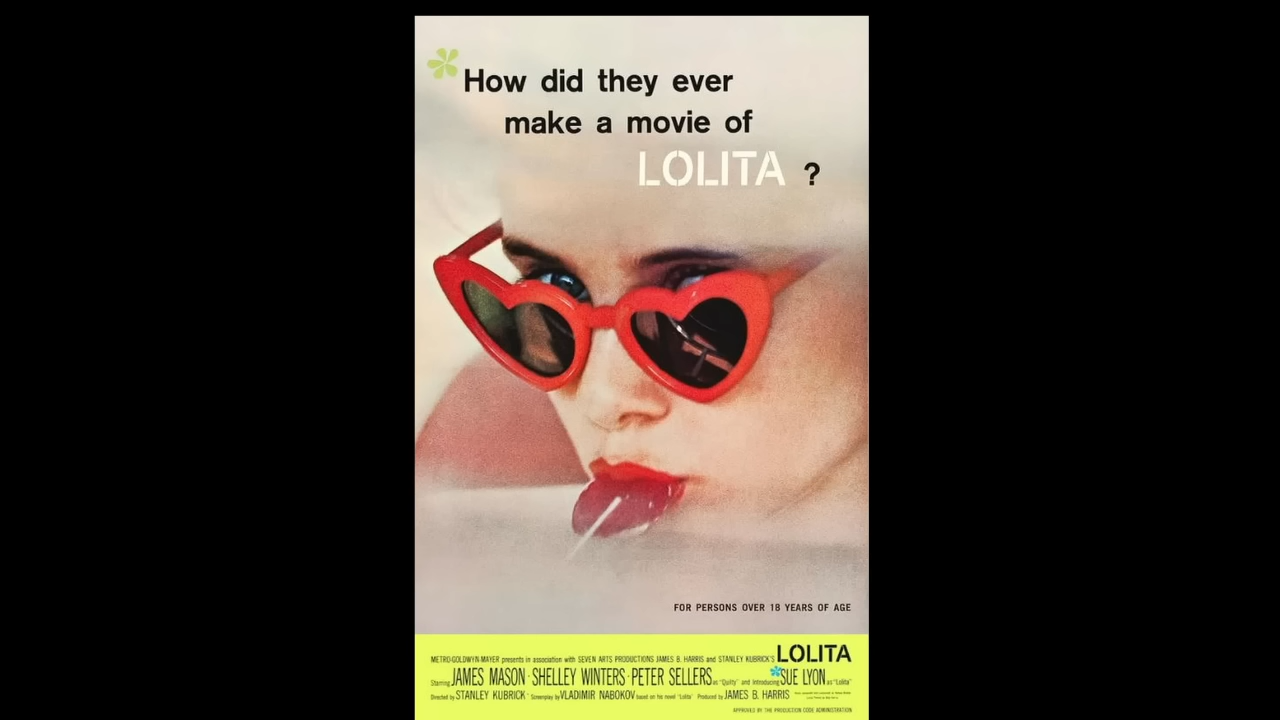 How did they ever
make a movie of
LOLITA ?
FOR PERSONS OVER 18 YEARS OF AGE
METRO-GOLDWYN-MAYER presents in association with SEVEN ARTS PRODUCTIONS JAMES B. HARRIS and STANLEY KUBRICK'S LOLITA
Starring JAMES MASON · SHELLEY WINTERS · PETER SELLERS as "Quilty" and Introducing SUE LYON as "Lolita"
Directed by STANLEY KUBRICK · Screenplay by VLADIMIR NABOKOV based on his novel "Lolita" Produced by JAMES B. HARRIS
APPROVED BY THE PRODUCTION CODE ADMINISTRATION